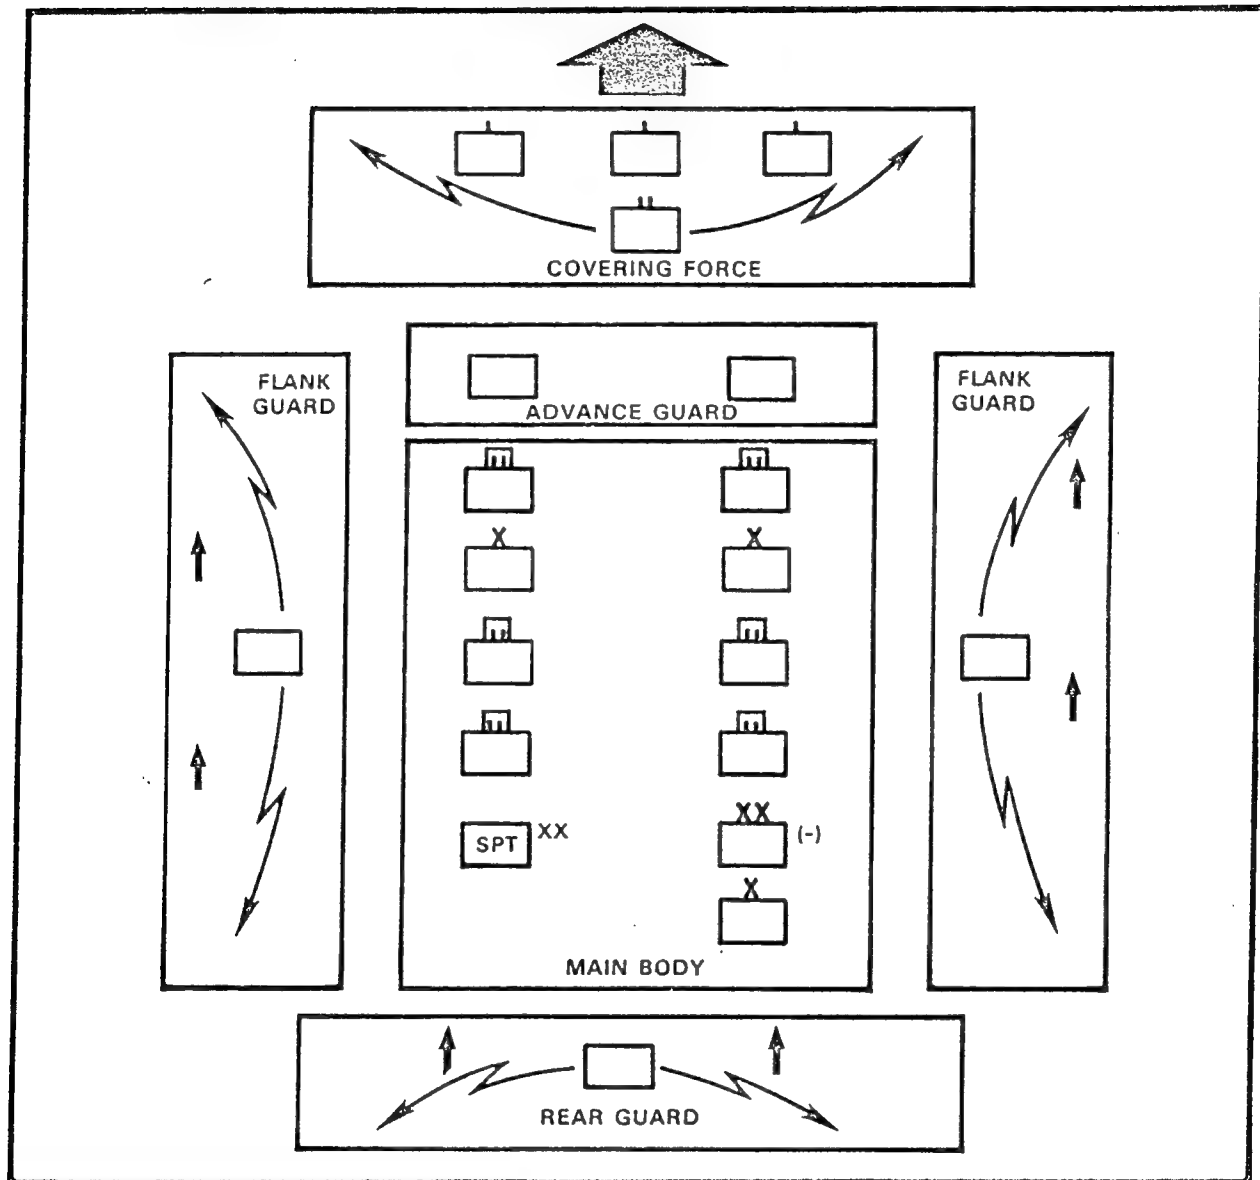 COVERING FORCE
FLANK
GUARD
ADVANCE GUARD
FLANK
GUARD
X
X
SPT XX
XX (-)
X
MAIN BODY
REAR GUARD